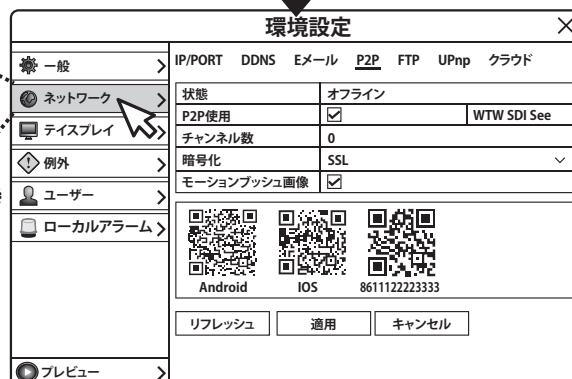 環境設定
一般
ネットワーク
テイスプレイ
例外
ユーザー
ローカルアラーム
プレビュー
IP/PORT DDNS Eメール P2P FTP UPnp クラウド
状態 オフライン
P2P使用 WTW SDI See
チャンネル数 0
暗号化 SSL
モーションプッシュ画像
Android IOS 8611122223333
リフレッシュ 適用 キャンセル